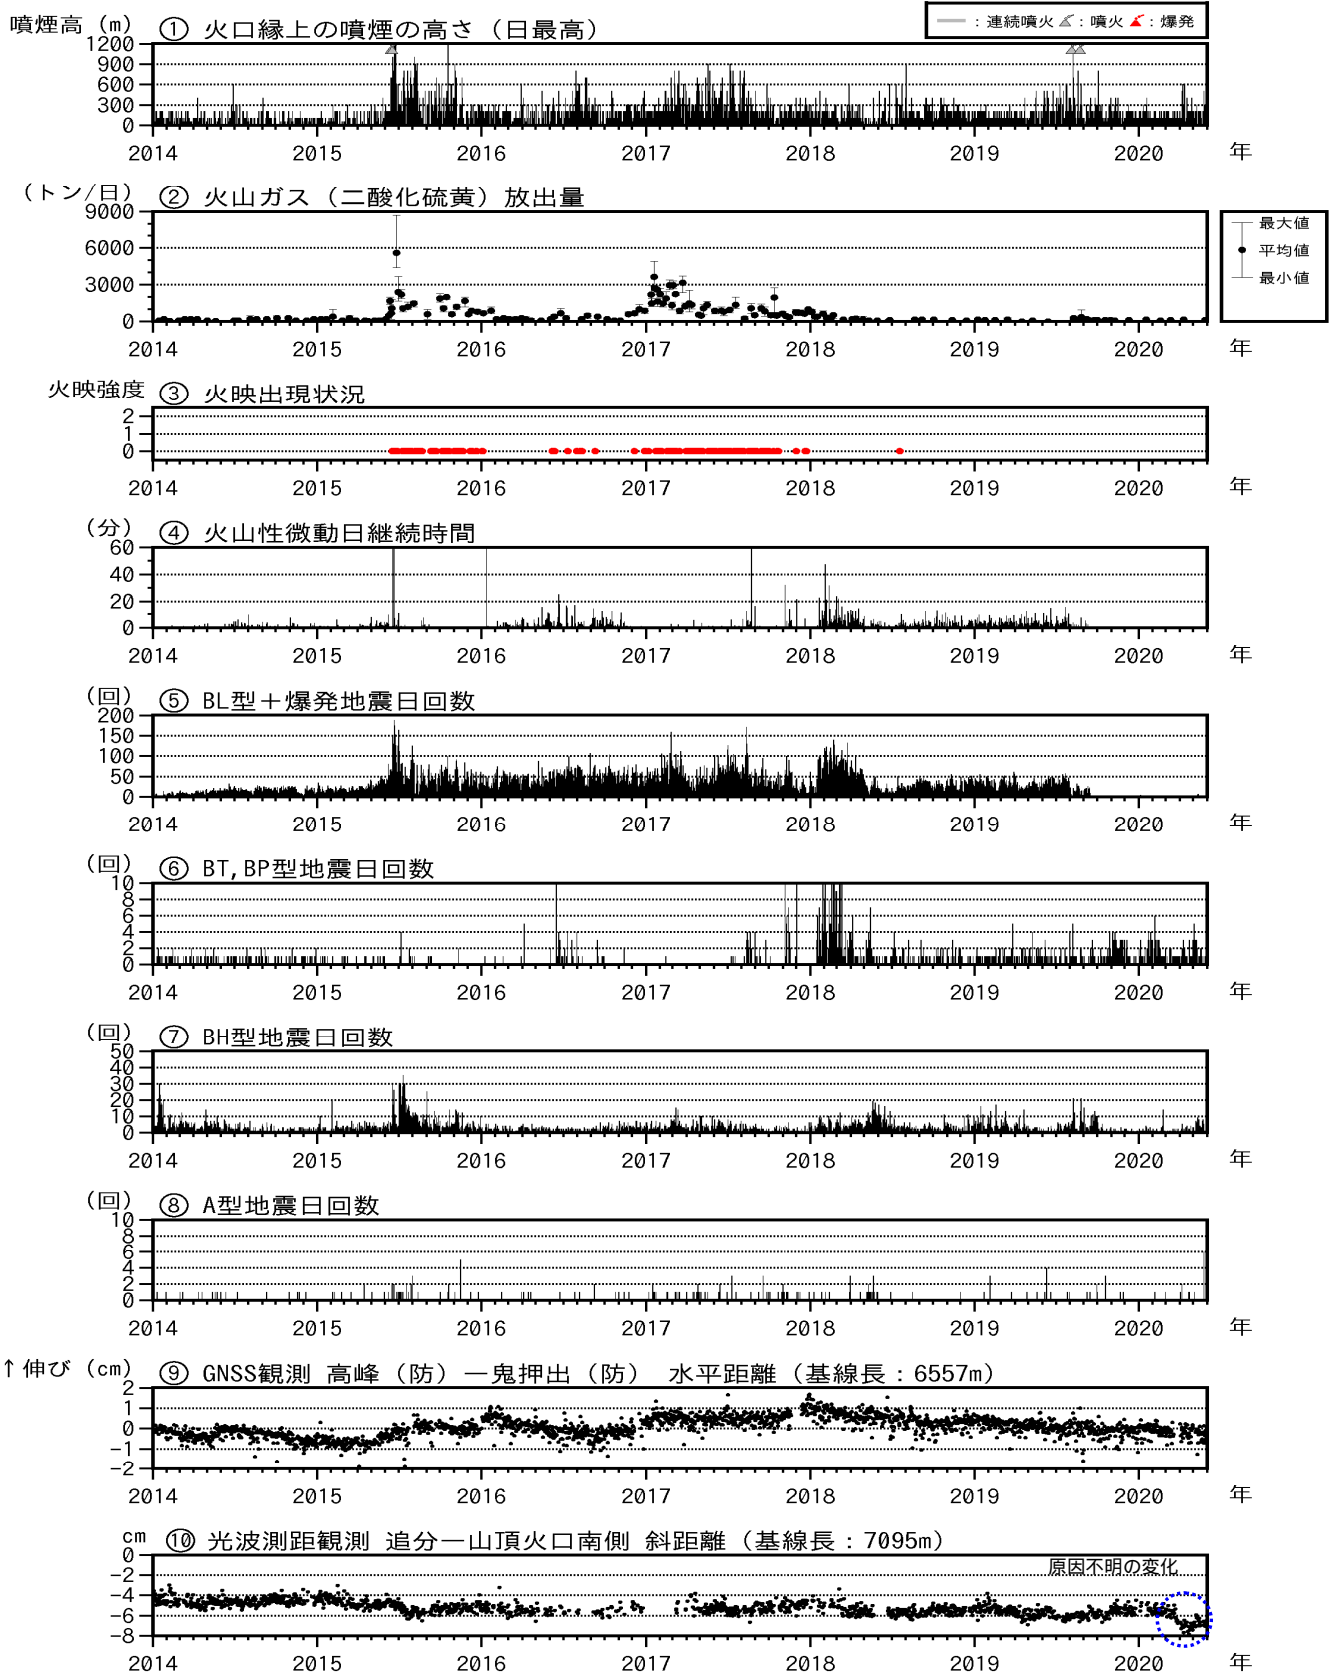 噴煙高 (m) ① 火口縁上の噴煙の高さ（日最高）
━ : 連続噴火 : 噴火 : 爆発
1200
900
600
300
0
2014 2015 2016 2017 2018 2019 2020 年
（トン/日） ② 火山ガス（二酸化硫黄）放出量
9000
6000
3000
0
最大値
平均値
最小値
2014 2015 2016 2017 2018 2019 2020 年
火映強度 ③ 火映出現状況
2
1
0
2014 2015 2016 2017 2018 2019 2020 年
（分） ④ 火山性微動日継続時間
60
40
20
0
2014 2015 2016 2017 2018 2019 2020 年
（回） ⑤ BL型＋爆発地震日回数
200
150
100
50
0
2014 2015 2016 2017 2018 2019 2020 年
（回） ⑥ BT,BP型地震日回数
10
8
6
4
2
0
2014 2015 2016 2017 2018 2019 2020 年
（回） ⑦ BH型地震日回数
50
40
30
20
10
0
2014 2015 2016 2017 2018 2019 2020 年
（回） ⑧ A型地震日回数
10
8
6
4
2
0
2014 2015 2016 2017 2018 2019 2020 年
↑伸び (cm) ⑨ GNSS観測 高峰（防）―鬼押出（防） 水平距離（基線長：6557m）
2
1
0
-1
-2
2014 2015 2016 2017 2018 2019 2020 年
cm ⑩ 光波測距観測 追分―山頂火口南側 斜距離（基線長：7095m）
0
-2
-4
-6
-8
原因不明の変化
2014 2015 2016 2017 2018 2019 2020 年